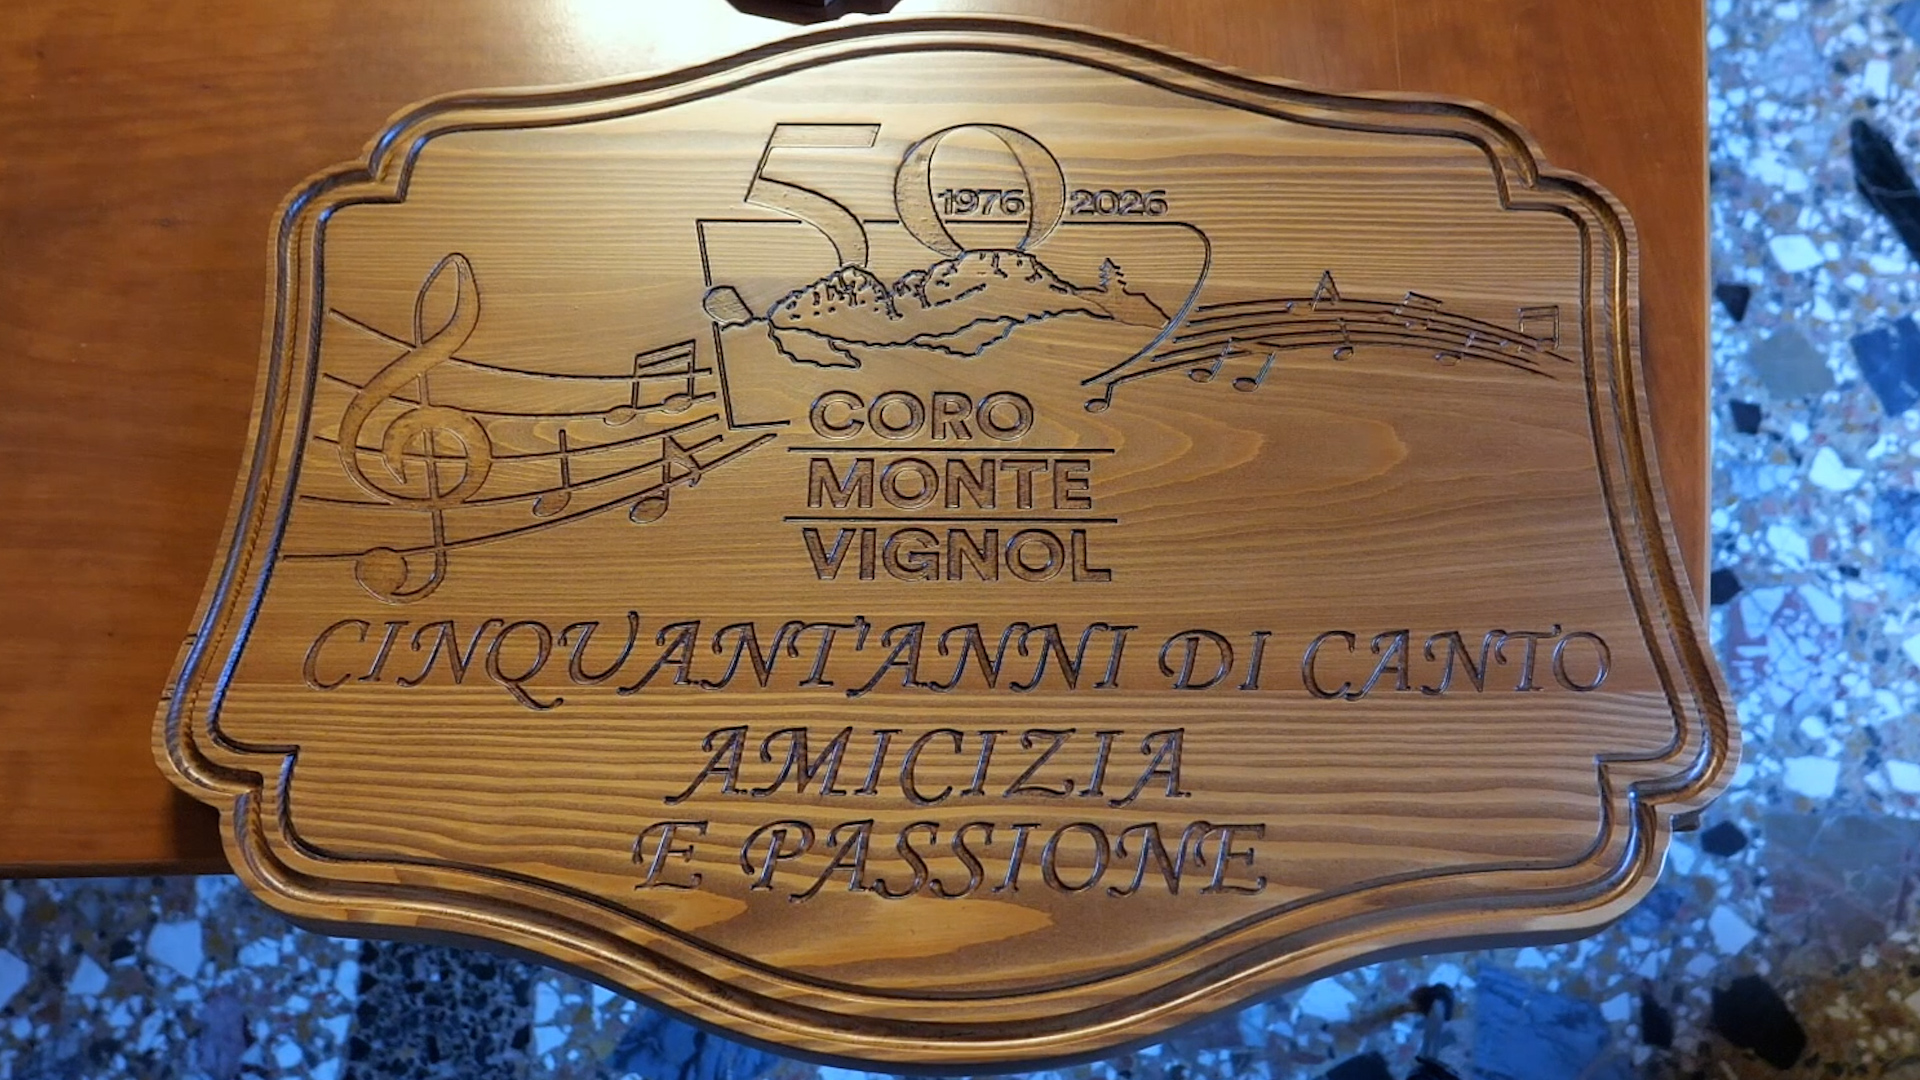 50
1976 2026
CORO
MONTE
VIGNOL
CINQUANT'ANNI DI CANTO
AMICIZIA
E PASSIONE